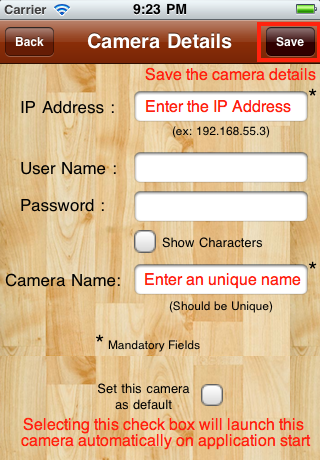 Carrier 9:23 PM
Back Camera Details Save
Save the camera details
IP Address : Enter the IP Address *
(ex: 192.168.55.3)
User Name :
Password :
Show Characters
Camera Name: Enter an unique name *
(Should be Unique)
* Mandatory Fields
Set this camera
as default
Selecting this check box will launch this
camera automatically on application start